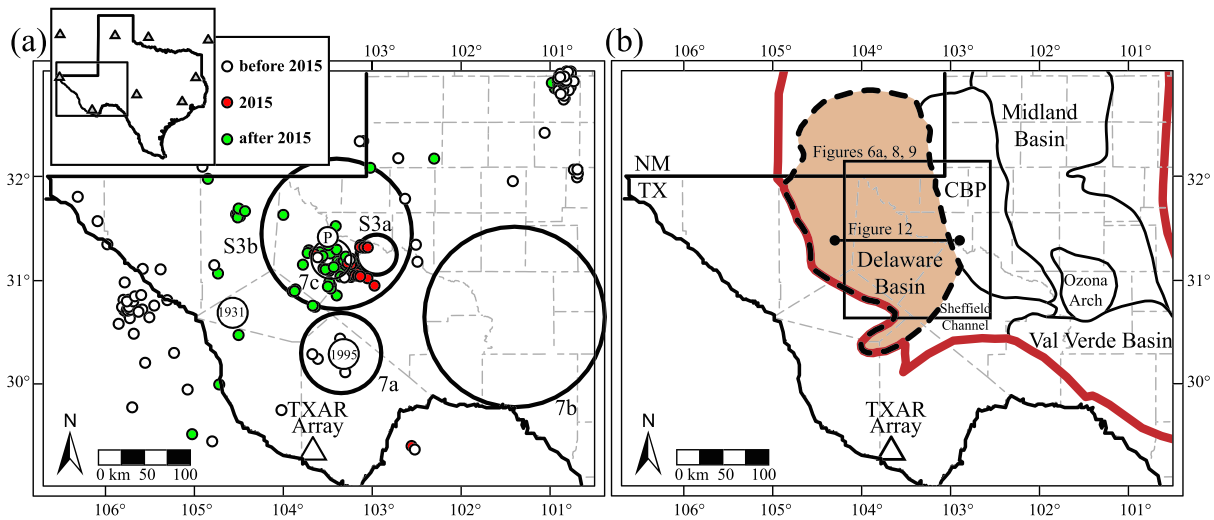 (a)
before 2015
2015
after 2015
103° 102° 101°
32°
31°
30°
S3a
S3b
P
7c
1931
1995
7a
7b
TXAR
Array
N
0 km 50 100
105° 104° 103° 102° 101°
(b)
106° 105° 104° 103° 102° 101°
Midland
Basin
Figures 6a, 8, 9
NM
TX
CBP
32°
Figure 12
Delaware
Basin
31°
Ozona
Arch
Sheffield
Channel
Val Verde Basin
30°
TXAR
Array
N
0 km 50 100
106° 105° 104° 103° 102° 101°